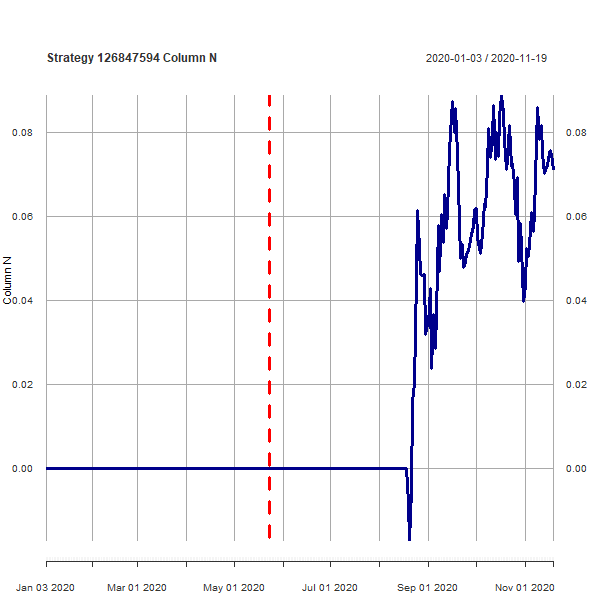 Strategy 126847594 Column N
2020-01-03 / 2020-11-19
0.08
0.06
0.04
0.02
0.00
Column N
0.08
0.06
0.04
0.02
0.00
Jan 03 2020
Mar 01 2020
May 01 2020
Jul 01 2020
Sep 01 2020
Nov 01 2020